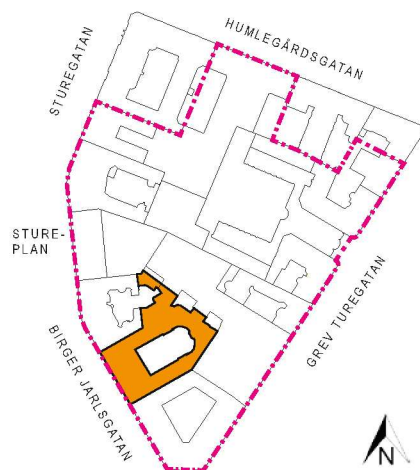 HUMLEGÅRDSGATAN
STUREGATAN
STURE-
PLAN
BIRGER JARLSGATAN
GREV TUREGATAN
N